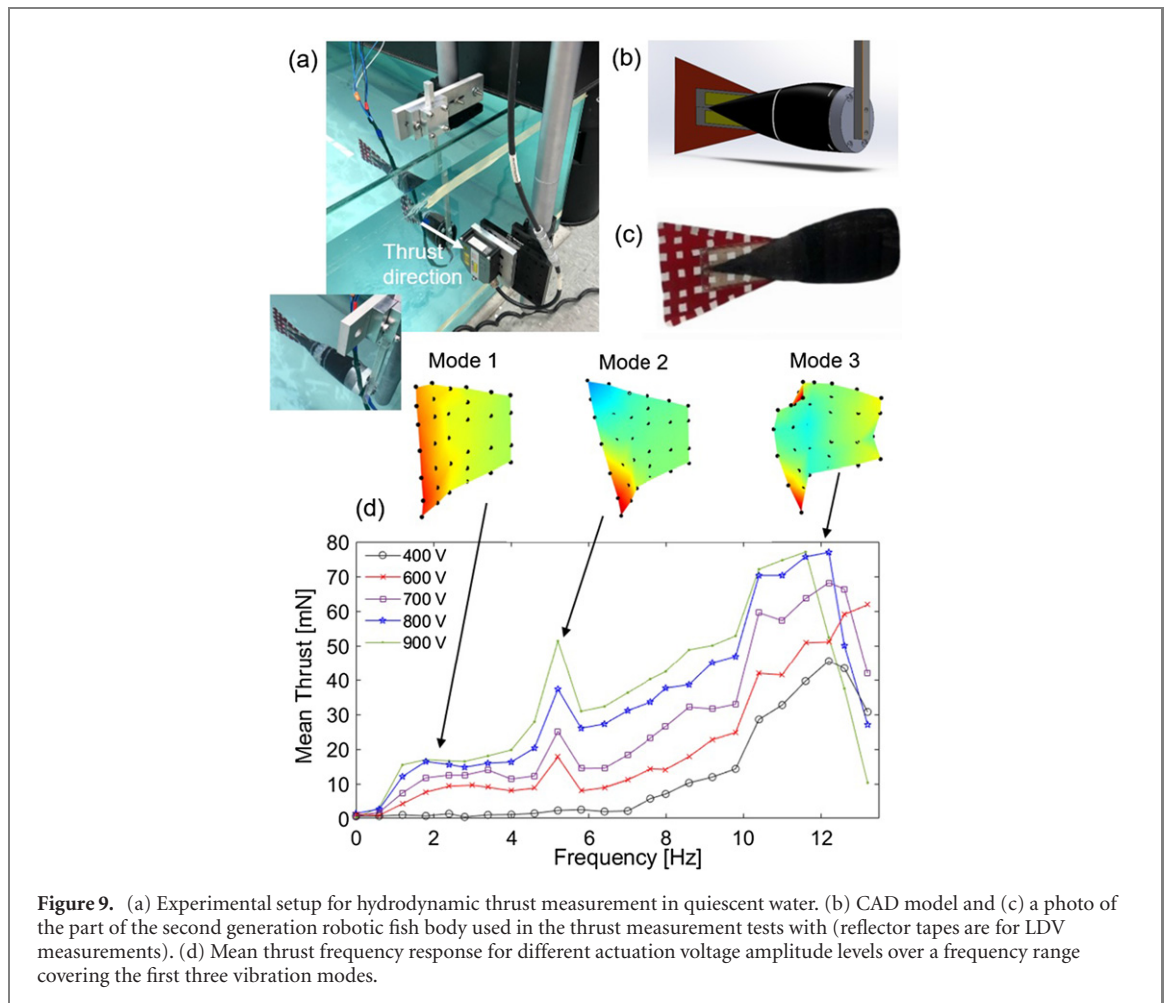 (a)
(b)
(c)
Thrust
direction
Mode 1
Mode 2
Mode 3
(d)
80
70
60
50
40
30
20
10
0
Mean Thrust [mN]
400 V
600 V
700 V
800 V
900 V
0
2
4
6
8
10
12
Frequency [Hz]
Figure 9. (a) Experimental setup for hydrodynamic thrust measurement in quiescent water. (b) CAD model and (c) a photo of
the part of the second generation robotic fish body used in the thrust measurement tests with (reflector tapes are for LDV
measurements). (d) Mean thrust frequency response for different actuation voltage amplitude levels over a frequency range
covering the first three vibration modes.